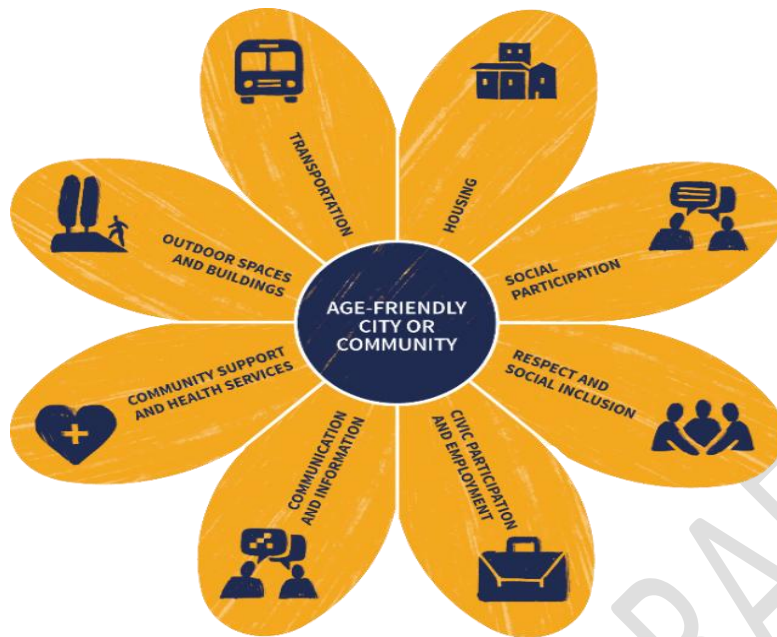 TRANSPORTATION
HOUSING
OUTDOOR SPACES
AND BUILDINGS
SOCIAL
PARTICIPATION
AGE-FRIENDLY
CITY OR
COMMUNITY
COMMUNITY SUPPORT
AND HEALTH SERVICES
RESPECT AND
SOCIAL INCLUSION
COMMUNICATION
AND INFORMATION
CIVIC PARTICIPATION
AND EMPLOYMENT